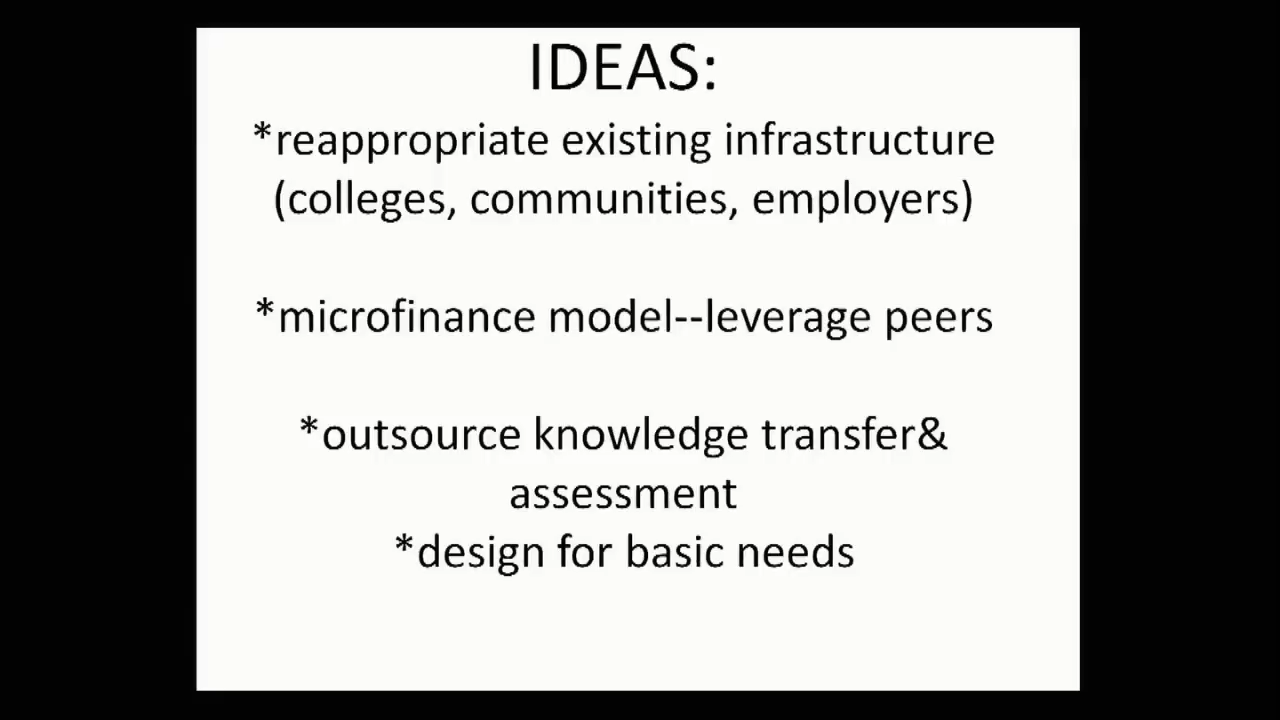 IDEAS:
*reappropriate existing infrastructure
(colleges, communities, employers)
*microfinance model--leverage peers
*outsource knowledge transfer&
assessment
*design for basic needs